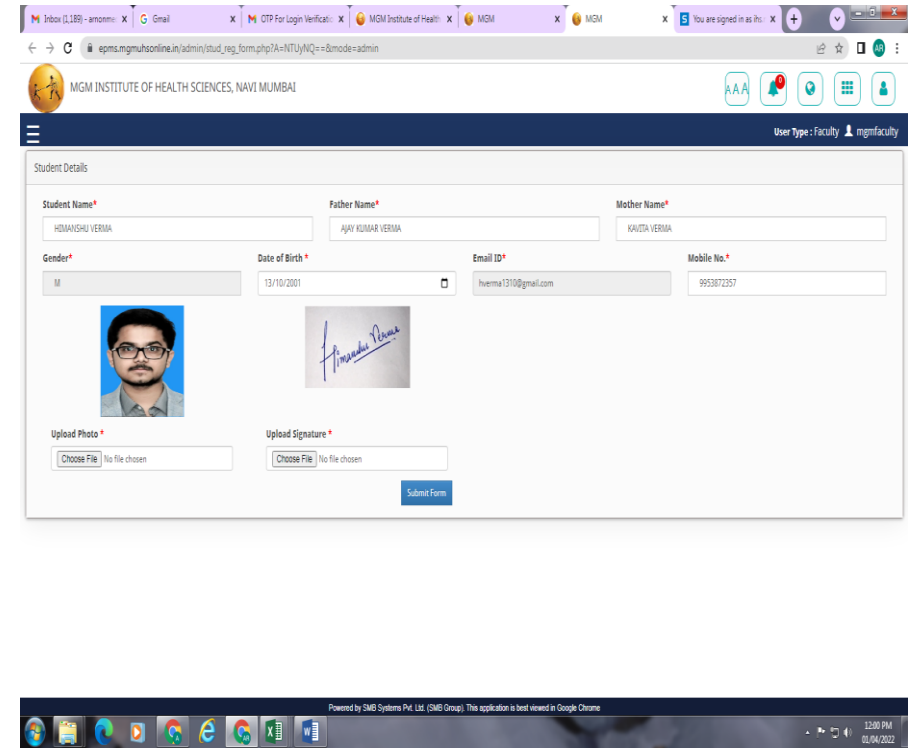 Inbox (1,189) - arnonme
Gmail
OTP For Login Verificatio
MGM Institute of Health
MGM
MGM
You are signed in as ihs.
epms.mgmuhsonline.in/admin/stud_reg_form.php?A=NTUyNQ==&mode=admin
AR
MGM INSTITUTE OF HEALTH SCIENCES, NAVI MUMBAI
A A A
0
User Type : Faculty mgmfaculty
Student Details
Student Name* Father Name* Mother Name*
HIMANSHU VERMA AJAY KUMAR VERMA KAVITA VERMA
Gender* Date of Birth * Email ID* Mobile No.*
M 13/10/2001 hverma1310@gmail.com 9953872357
Himanshu Verma
Upload Photo * Upload Signature *
Choose File No file chosen Choose File No file chosen
Submit Form
Powered by SMB Systems Pvt. Ltd. (SMB Group). This application is best viewed in Google Chrome
12:00 PM
01/04/2022